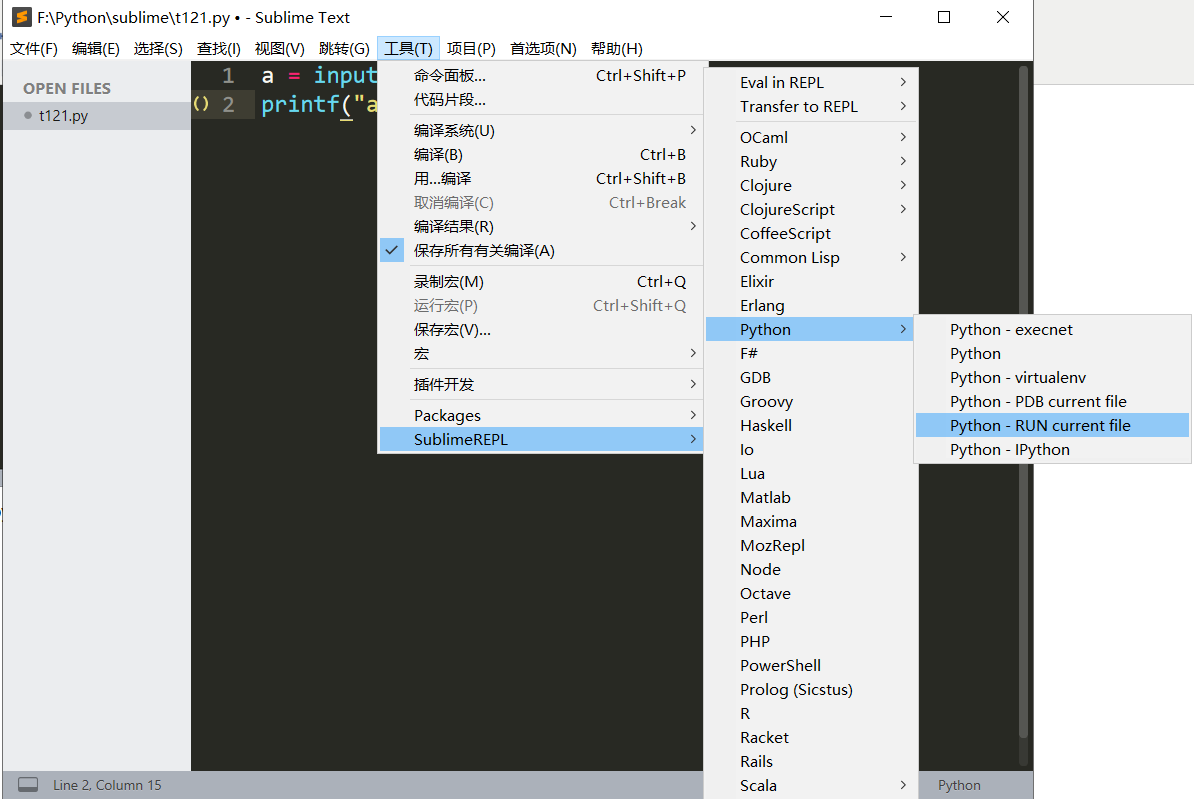 F:\Python\sublime\t121.py • - Sublime Text
文件(F) 编辑(E) 选择(S) 查找(I) 视图(V) 跳转(G) 工具(T) 项目(P) 首选项(N) 帮助(H)
OPEN FILES
t121.py
1 a = input
() 2 printf("a
命令面板... Ctrl+Shift+P
代码片段...
编译系统(U)
编译(B) Ctrl+B
用...编译 Ctrl+Shift+B
取消编译(C) Ctrl+Break
编译结果(R)
保存所有有关编译(A)
录制宏(M) Ctrl+Q
运行宏(P) Ctrl+Shift+Q
保存宏(V)...
宏
插件开发
Packages
SublimeREPL
Eval in REPL
Transfer to REPL
OCaml
Ruby
Clojure
ClojureScript
CoffeeScript
Common Lisp
Elixir
Erlang
Python
F#
GDB
Groovy
Haskell
Io
Lua
Matlab
Maxima
MozRepl
Node
Octave
Perl
PHP
PowerShell
Prolog (Sicstus)
R
Racket
Rails
Scala
Python - execnet
Python
Python - virtualenv
Python - PDB current file
Python - RUN current file
Python - IPython
Line 2, Column 15 Python